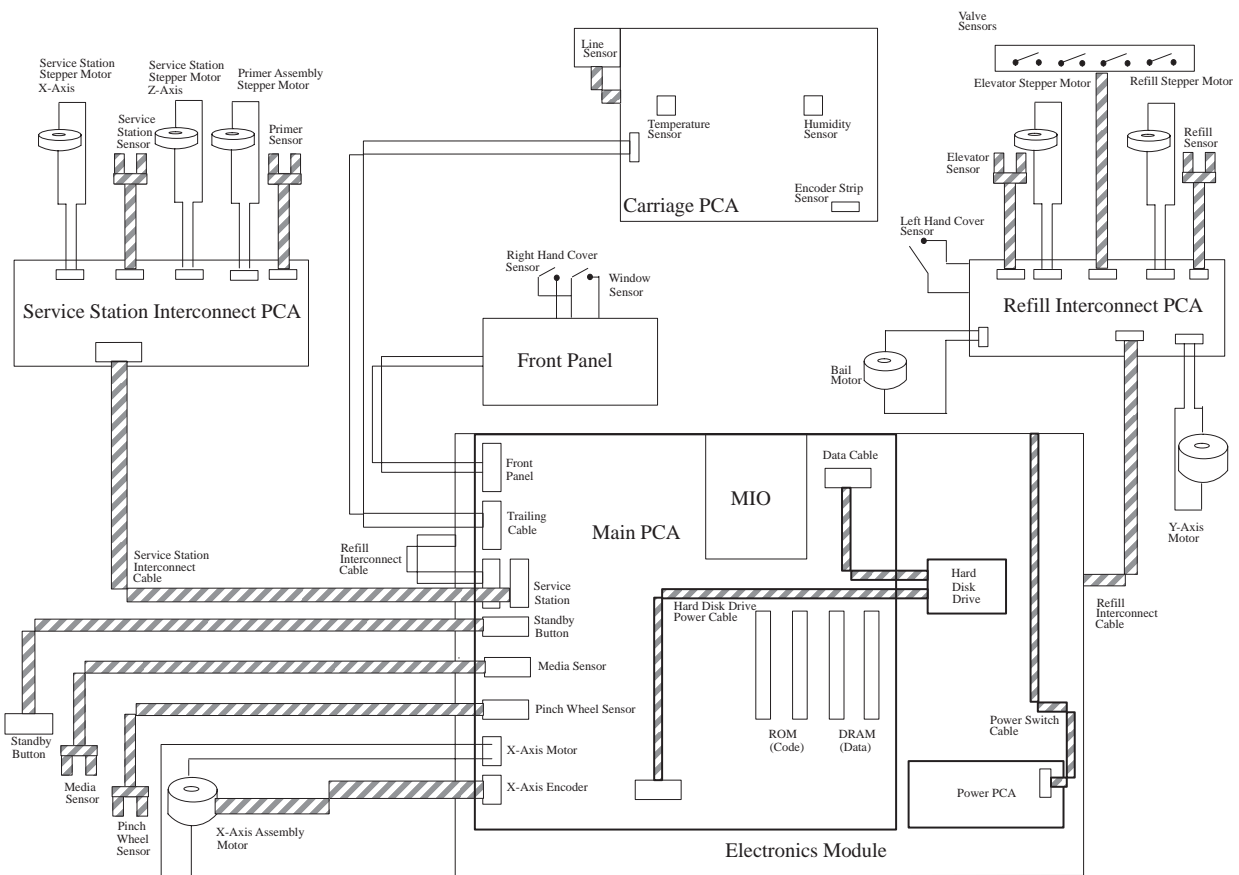 Service Station
Stepper Motor
X-Axis
Service Station
Stepper Motor
Z-Axis
Primer Assembly
Stepper Motor
Service
Station
Sensor
Primer
Sensor
Service Station Interconnect PCA
Line
Sensor
Temperature
Sensor
Humidity
Sensor
Encoder Strip
Sensor
Carriage PCA
Valve
Sensors
Elevator Stepper Motor
Refill Stepper Motor
Elevator
Sensor
Refill
Sensor
Left Hand Cover
Sensor
Refill Interconnect PCA
Right Hand Cover
Sensor
Window
Sensor
Front Panel
Bail
Motor
Y-Axis
Motor
Front
Panel
Trailing
Cable
Main PCA
MIO
Data Cable
Service Station
Interconnect
Cable
Refill
Interconnect
Cable
Service
Station
Hard
Disk
Drive
Hard Disk Drive
Power Cable
Refill
Interconnect
Cable
Standby
Button
Media Sensor
Pinch Wheel Sensor
X-Axis Motor
X-Axis Encoder
ROM
(Code)
DRAM
(Data)
Power Switch
Cable
Power PCA
Standby
Button
Media
Sensor
Pinch
Wheel
Sensor
X-Axis Assembly
Motor
Electronics Module